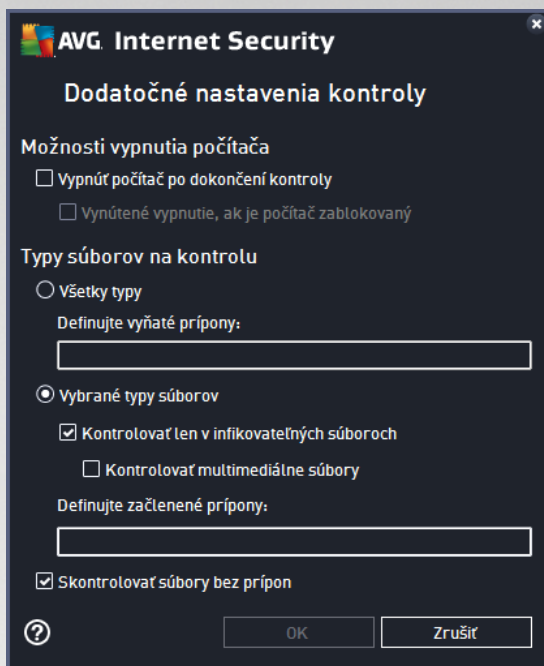 AVG. Internet Security
Dodatočné nastavenia kontroly
Možnosti vypnutia počítača
Vypnúť počítač po dokončení kontroly
Vynútené vypnutie, ak je počítač zablokovaný
Typy súborov na kontrolu
Všetky typy
Definujte vyňaté prípony:
Vybrané typy súborov
Kontrolovať len v infikovateľných súboroch
Kontrolovať multimediálne súbory
Definujte začlenené prípony:
Skontrolovať súbory bez prípon
?
OK
Zrušiť